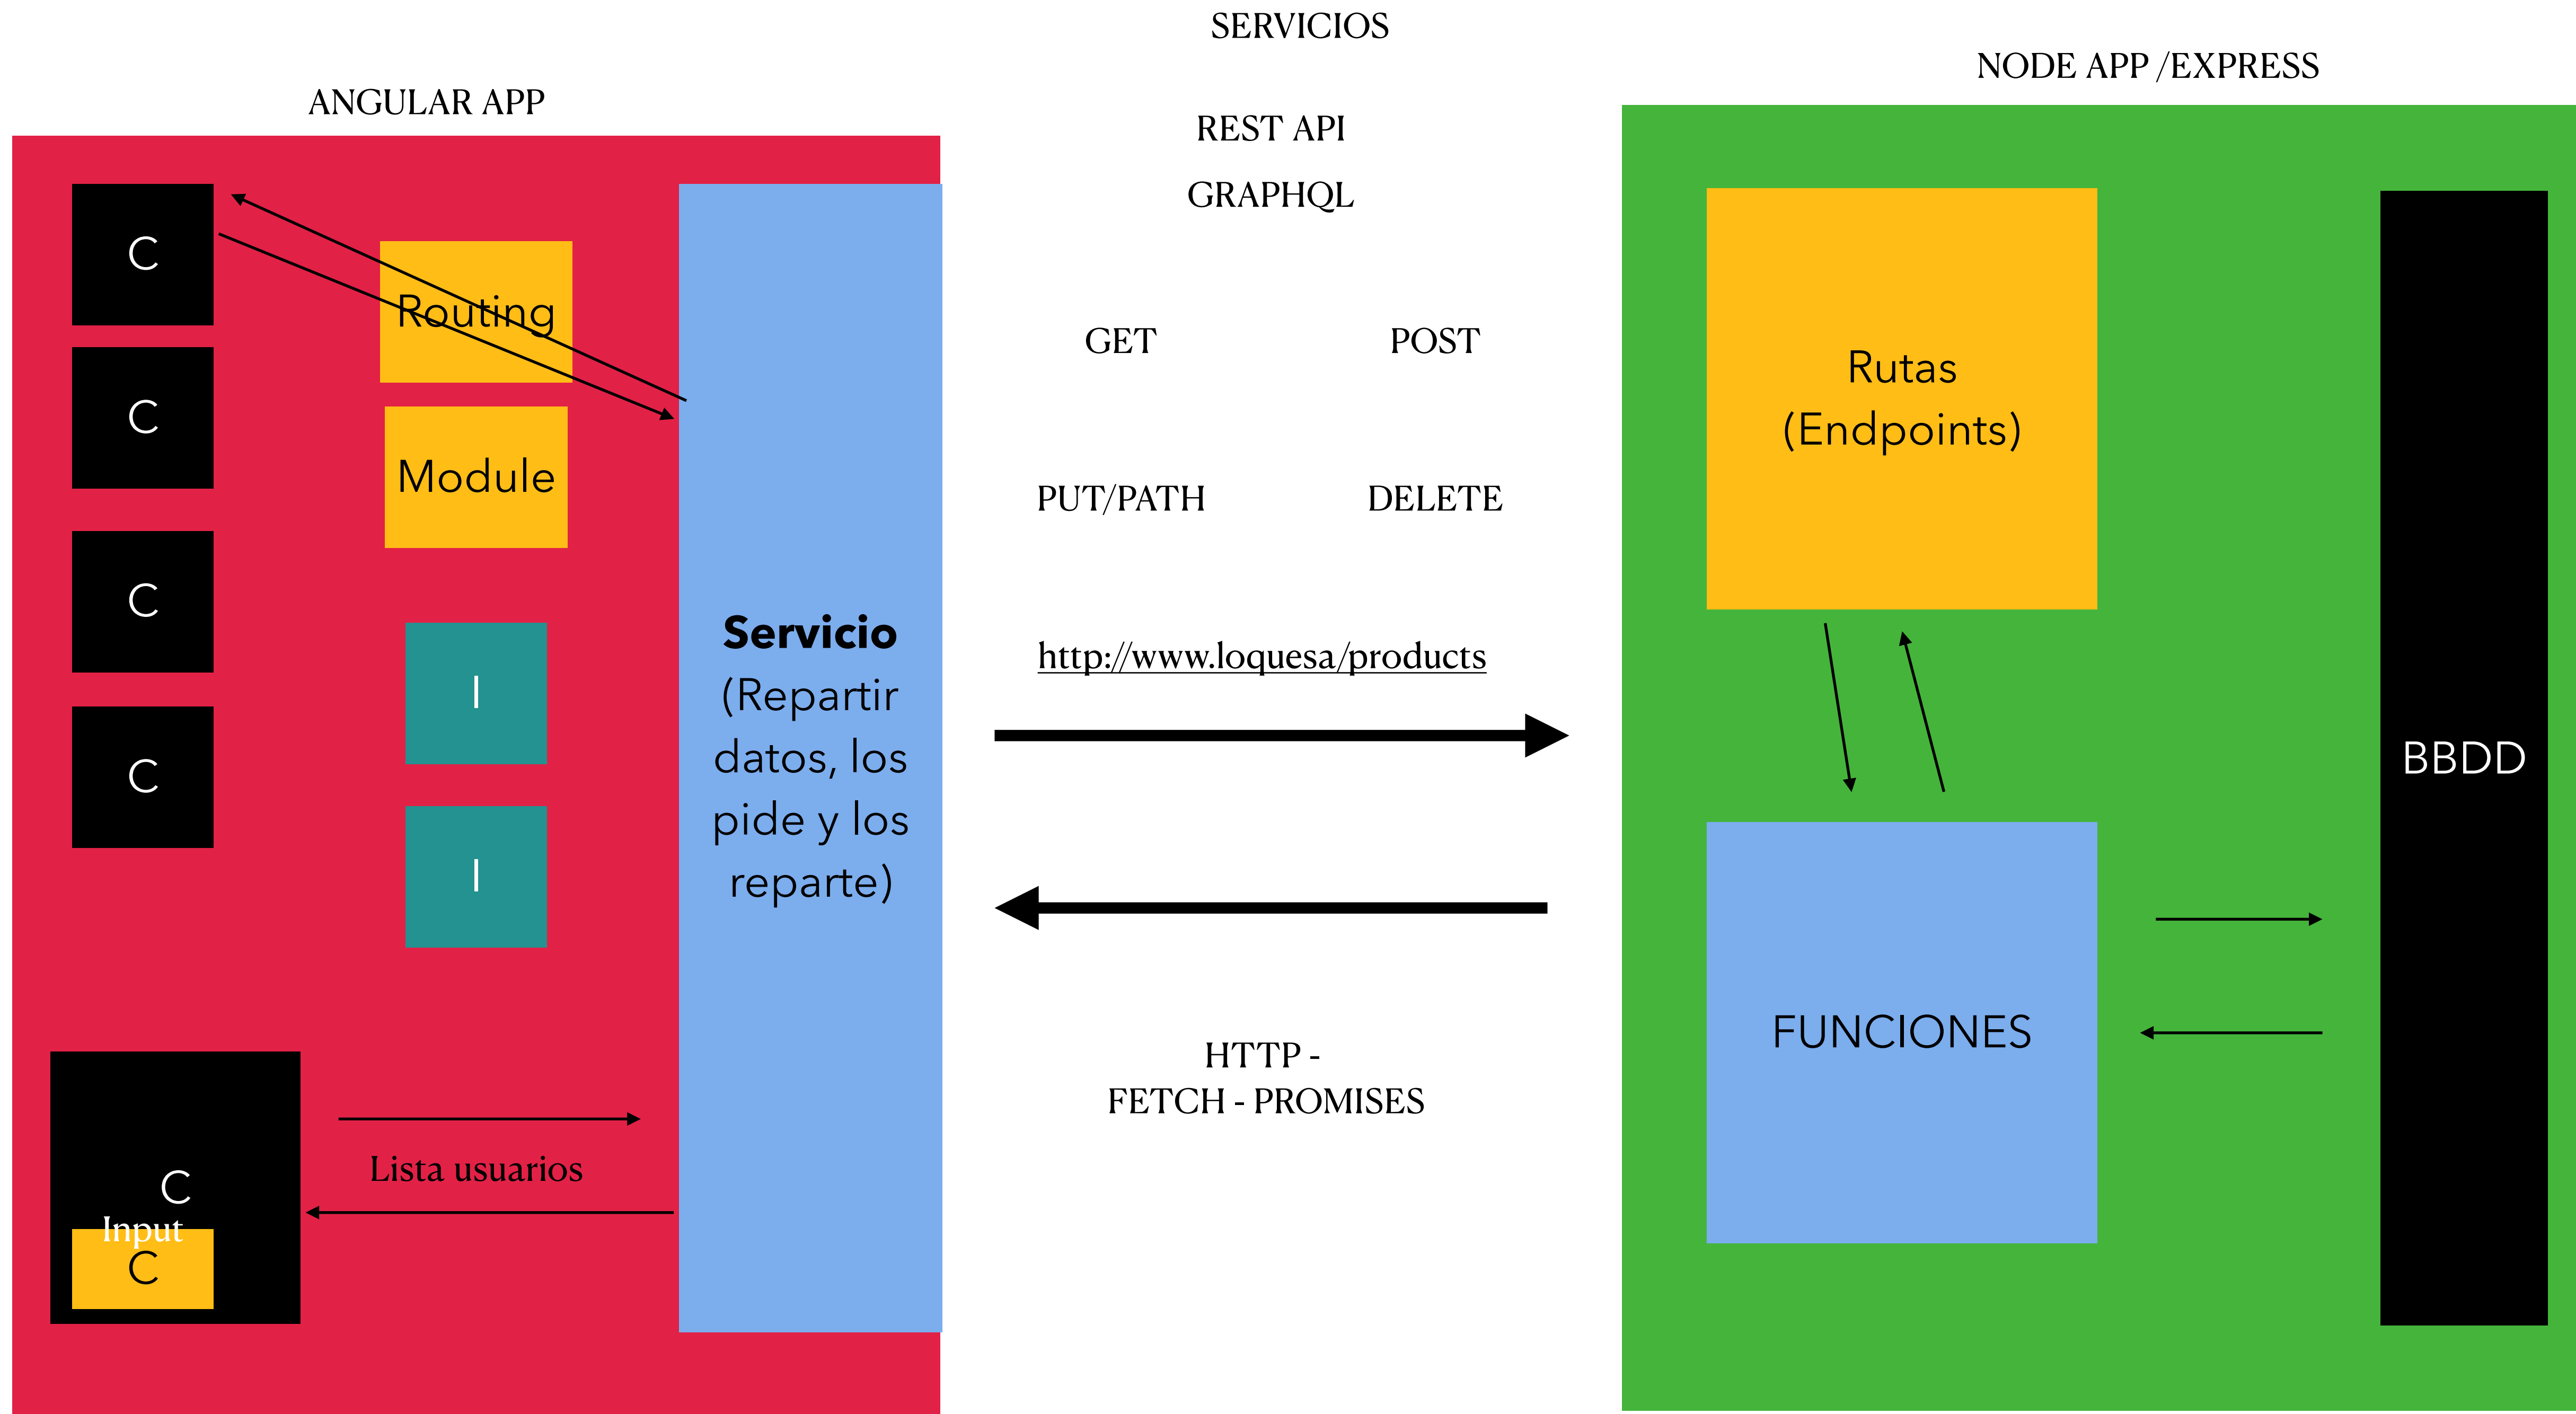 SERVICIOS
NODE APP /EXPRESS
ANGULAR APP
REST API
GRAPHQL
C
Routing
C
Module
C
I
C
I
Servicio
(Repartir
datos, los
pide y los
reparte)
Lista usuarios
C
Input
C
GET
POST
PUT/PATH
DELETE
http://www.loquesa/products
HTTP -
FETCH - PROMISES
Rutas
(Endpoints)
FUNCIONES
BBDD